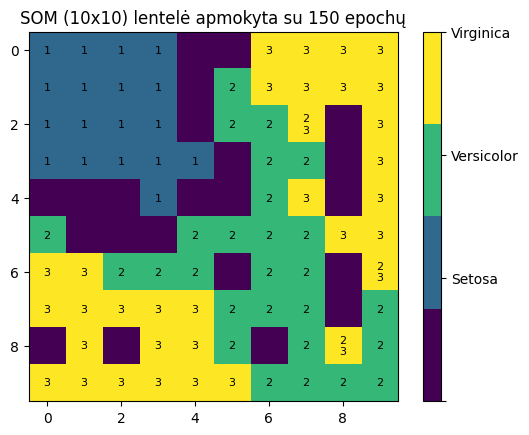 SOM (10x10) lentelė apmokyta su 150 epochų
0 1 1 1 1 3 3 3 3 Virginica
1 1 1 1 2 3 3 3 3
2 1 1 1 1 2 2 2 3 3
1 1 1 1 1 2 2 3 Versicolor
4 1 2 3 3
2 2 2 2 2 3 3
6 3 3 2 2 2 2 2 2 3 Setosa
3 3 3 3 3 2 2 2 2
8 3 3 3 2 2 2 3 2
3 3 3 3 3 3 2 2 2 2
0 2 4 6 8